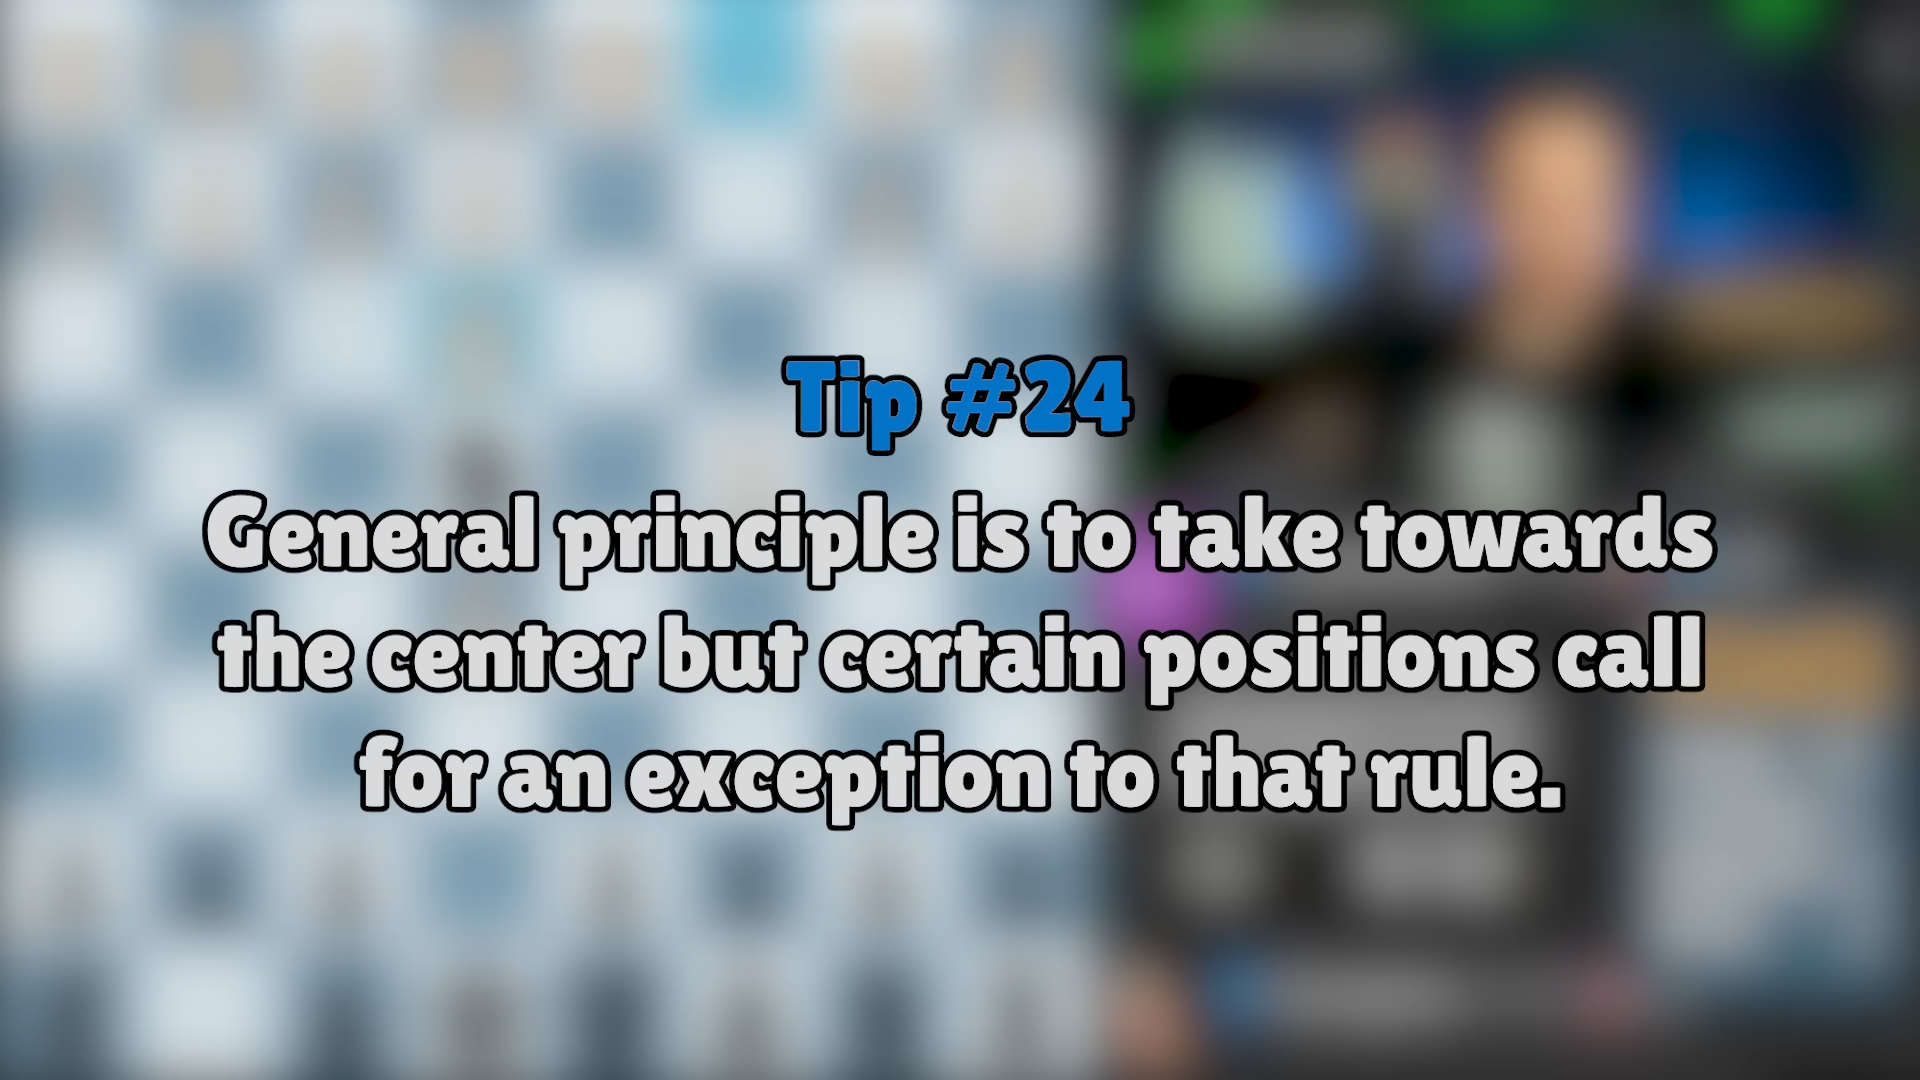 Tip #24
General principle is to take towards
the center but certain positions call
for an exception to that rule.